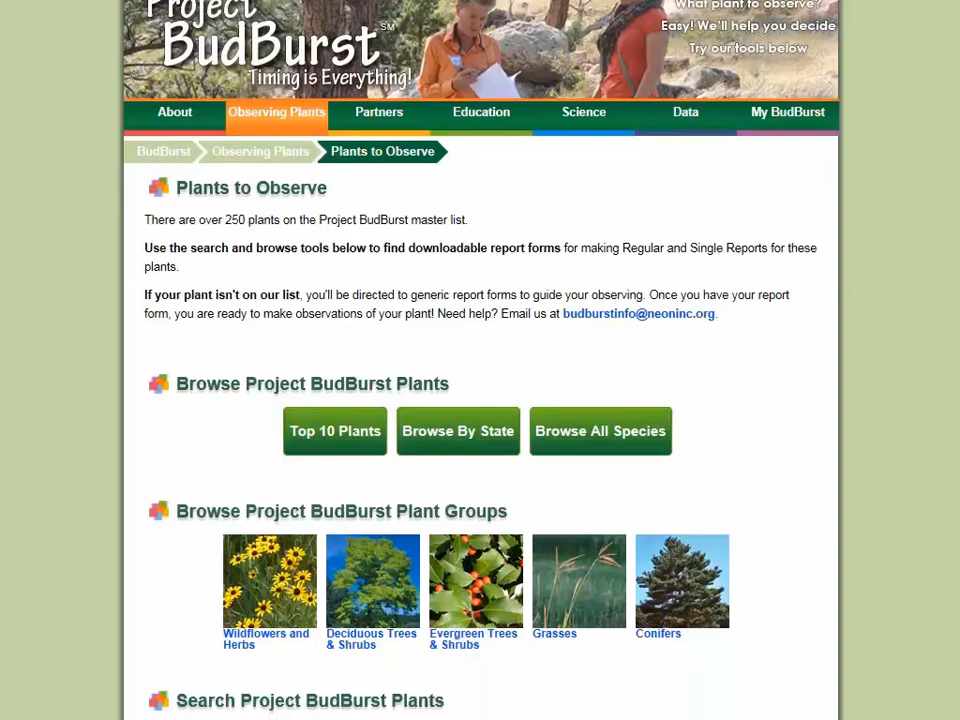 Project
BudBurst SM
Timing is Everything!
What plant to observe?
Easy! We'll help you decide
Try our tools below
About Observing Plants Partners Education Science Data My BudBurst
BudBurst Observing Plants Plants to Observe
Plants to Observe
There are over 250 plants on the Project BudBurst master list.
Use the search and browse tools below to find downloadable report forms for making Regular and Single Reports for these
plants.
If your plant isn't on our list, you'll be directed to generic report forms to guide your observing. Once you have your report
form, you are ready to make observations of your plant! Need help? Email us at budburstinfo@neoninc.org.
Browse Project BudBurst Plants
Top 10 Plants Browse By State Browse All Species
Browse Project BudBurst Plant Groups
Wildflowers and Herbs
Deciduous Trees & Shrubs
Evergreen Trees & Shrubs
Grasses
Conifers
Search Project BudBurst Plants